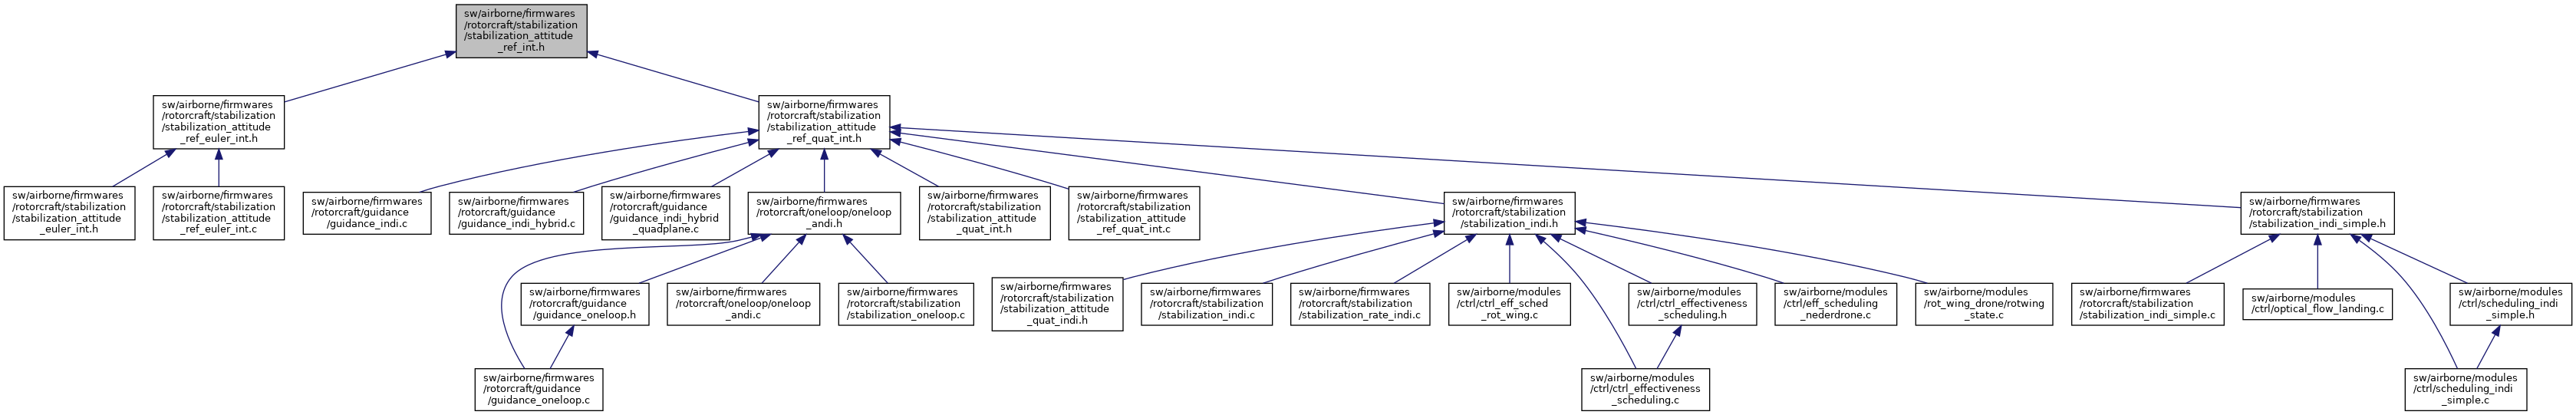 sw/airborne/firmwares
/rotorcraft/stabilization
/stabilization_attitude
_ref_int.h
sw/airborne/firmwares
/rotorcraft/stabilization
/stabilization_attitude
_ref_euler_int.h
sw/airborne/firmwares
/rotorcraft/stabilization
/stabilization_attitude
_ref_quat_int.h
sw/airborne/firmwares
/rotorcraft/stabilization
/stabilization_attitude
_euler_int.h
sw/airborne/firmwares
/rotorcraft/stabilization
/stabilization_attitude
_ref_euler_int.c
sw/airborne/firmwares
/rotorcraft/guidance
/guidance_indi.c
sw/airborne/firmwares
/rotorcraft/guidance
/guidance_indi_hybrid.c
sw/airborne/firmwares
/rotorcraft/guidance
/guidance_indi_hybrid
_quadplane.c
sw/airborne/firmwares
/rotorcraft/oneloop/oneloop
_andi.h
sw/airborne/firmwares
/rotorcraft/stabilization
/stabilization_attitude
_quat_int.h
sw/airborne/firmwares
/rotorcraft/stabilization
/stabilization_attitude
_ref_quat_int.c
sw/airborne/firmwares
/rotorcraft/stabilization
/stabilization_indi.h
sw/airborne/firmwares
/rotorcraft/stabilization
/stabilization_indi_simple.h
sw/airborne/firmwares
/rotorcraft/guidance
/guidance_oneloop.h
sw/airborne/firmwares
/rotorcraft/oneloop/oneloop
_andi.c
sw/airborne/firmwares
/rotorcraft/stabilization
/stabilization_oneloop.c
sw/airborne/firmwares
/rotorcraft/stabilization
/stabilization_attitude
_quat_indi.h
sw/airborne/firmwares
/rotorcraft/stabilization
/stabilization_indi.c
sw/airborne/firmwares
/rotorcraft/stabilization
/stabilization_rate_indi.c
sw/airborne/modules
/ctrl/ctrl_eff_sched
_rot_wing.c
sw/airborne/modules
/ctrl/ctrl_effectiveness
_scheduling.h
sw/airborne/modules
/ctrl/eff_scheduling
_nederdrone.c
sw/airborne/modules
/rot_wing_drone/rotwing
_state.c
sw/airborne/firmwares
/rotorcraft/stabilization
/stabilization_indi_simple.c
sw/airborne/modules
/ctrl/optical_flow_landing.c
sw/airborne/modules
/ctrl/scheduling_indi
_simple.h
sw/airborne/firmwares
/rotorcraft/guidance
/guidance_oneloop.c
sw/airborne/modules
/ctrl/ctrl_effectiveness
_scheduling.c
sw/airborne/modules
/ctrl/scheduling_indi
_simple.c